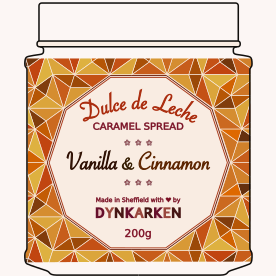 Dulce de Leche
CARAMEL SPREAD
Vanilla & Cinnamon
Made in Sheffield with ♥ by
DYNKARKEN
200g